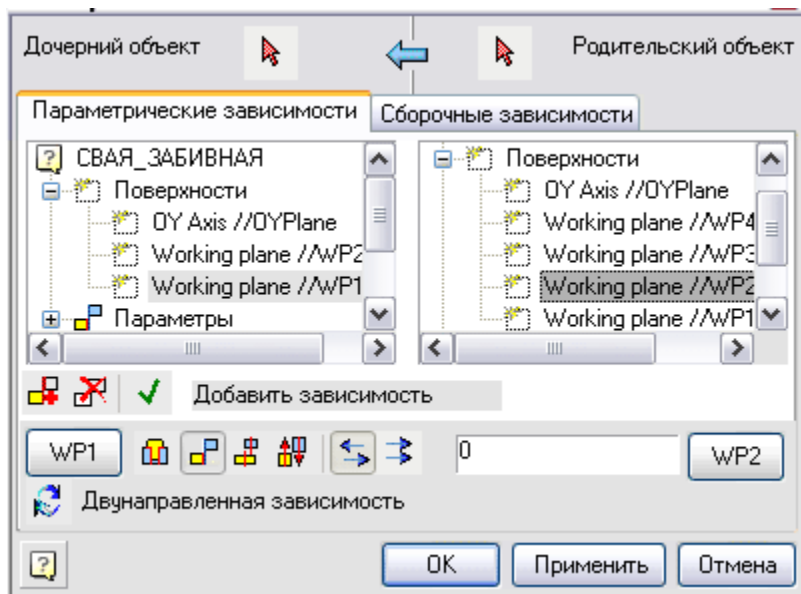 Дочерний объект
Родительский объект
Параметрические зависимости
Сборочные зависимости
СВАЯ_ЗАБИВНАЯ
Поверхности
OY Axis //OYPlane
Working plane //WP2
Working plane //WP1
Параметры
Поверхности
OY Axis //OYPlane
Working plane //WP4
Working plane //WP3
Working plane //WP2
Working plane //WP1
Добавить зависимость
WP1
0
WP2
Двунаправленная зависимость
OK
Применить
Отмена